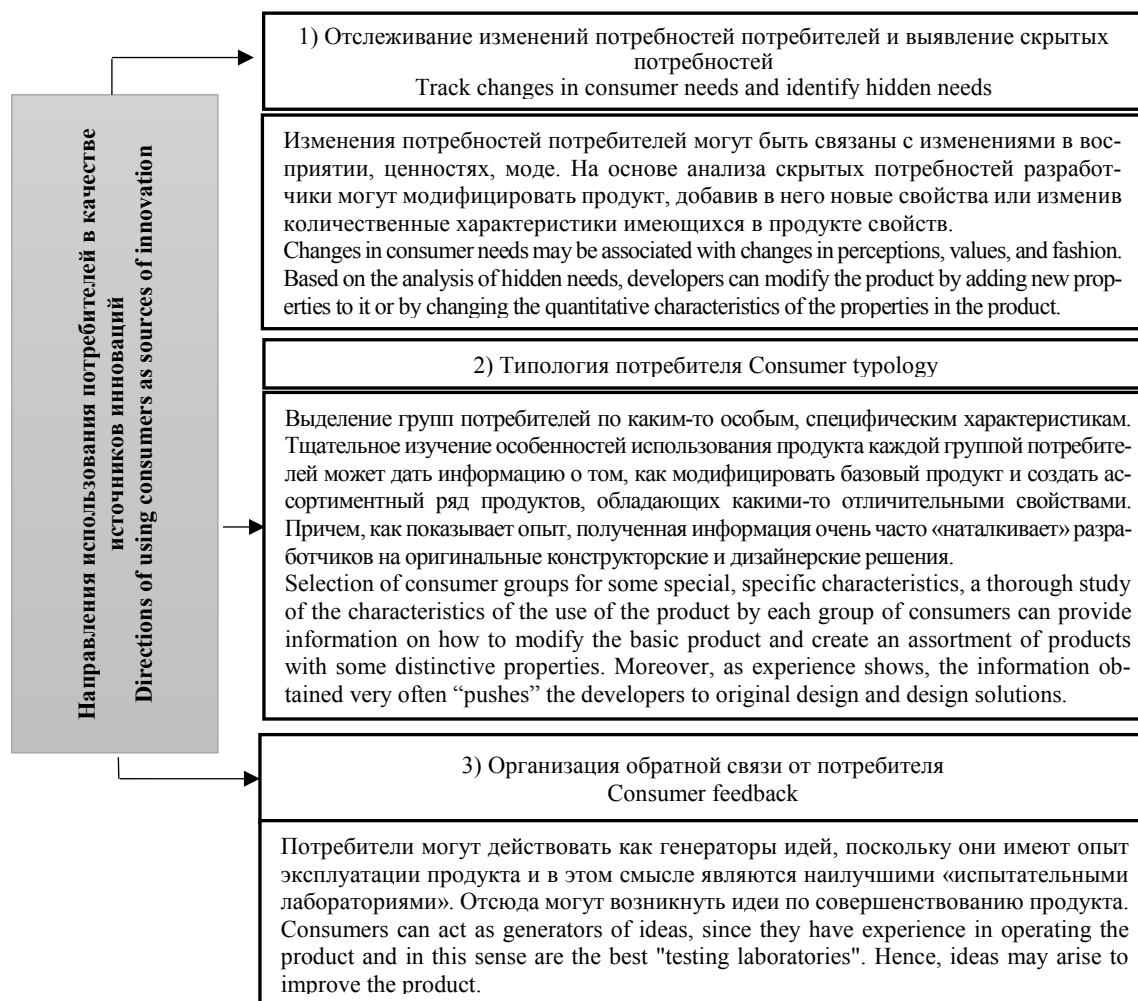 Направления использования потребителей в качестве
источников инноваций
Directions of using consumers as sources of innovation
1) Отслеживание изменений потребностей потребителей и выявление скрытых
потребностей
Track changes in consumer needs and identify hidden needs
Изменения потребностей потребителей могут быть связаны с изменениями в вос-
приятии, ценностях, моде. На основе анализа скрытых потребностей разработ-
чики могут модифицировать продукт, добавив в него новые свойства или изменив
количественные характеристики имеющихся в продукте свойств.
Changes in consumer needs may be associated with changes in perceptions, values, and fashion.
Based on the analysis of hidden needs, developers can modify the product by adding new prop-
erties to it or by changing the quantitative characteristics of the properties in the product.
2) Типология потребителя Consumer typology
Выделение групп потребителей по каким-то особым, специфическим характеристикам.
Тщательное изучение особенностей использования продукта каждой группой потребите-
лей может дать информацию о том, как модифицировать базовый продукт и создать ас-
сортиментный ряд продуктов, обладающих какими-то отличительными свойствами.
Причем, как показывает опыт, полученная информация очень часто «наталкивает» разра-
ботчиков на оригинальные конструкторские и дизайнерские решения.
Selection of consumer groups for some special, specific characteristics, a thorough study
of the characteristics of the use of the product by each group of consumers can provide
information on how to modify the basic product and create an assortment of products
with some distinctive properties. Moreover, as experience shows, the information ob-
tained very often “pushes” the developers to original design and design solutions.
3) Организация обратной связи от потребителя
Consumer feedback
Потребители могут действовать как генераторы идей, поскольку они имеют опыт
эксплуатации продукта и в этом смысле являются наилучшими «испытательными
лабораториями». Отсюда могут возникнуть идеи по совершенствованию продукта.
Consumers can act as generators of ideas, since they have experience in operating the
product and in this sense are the best "testing laboratories". Hence, ideas may arise to
improve the product.